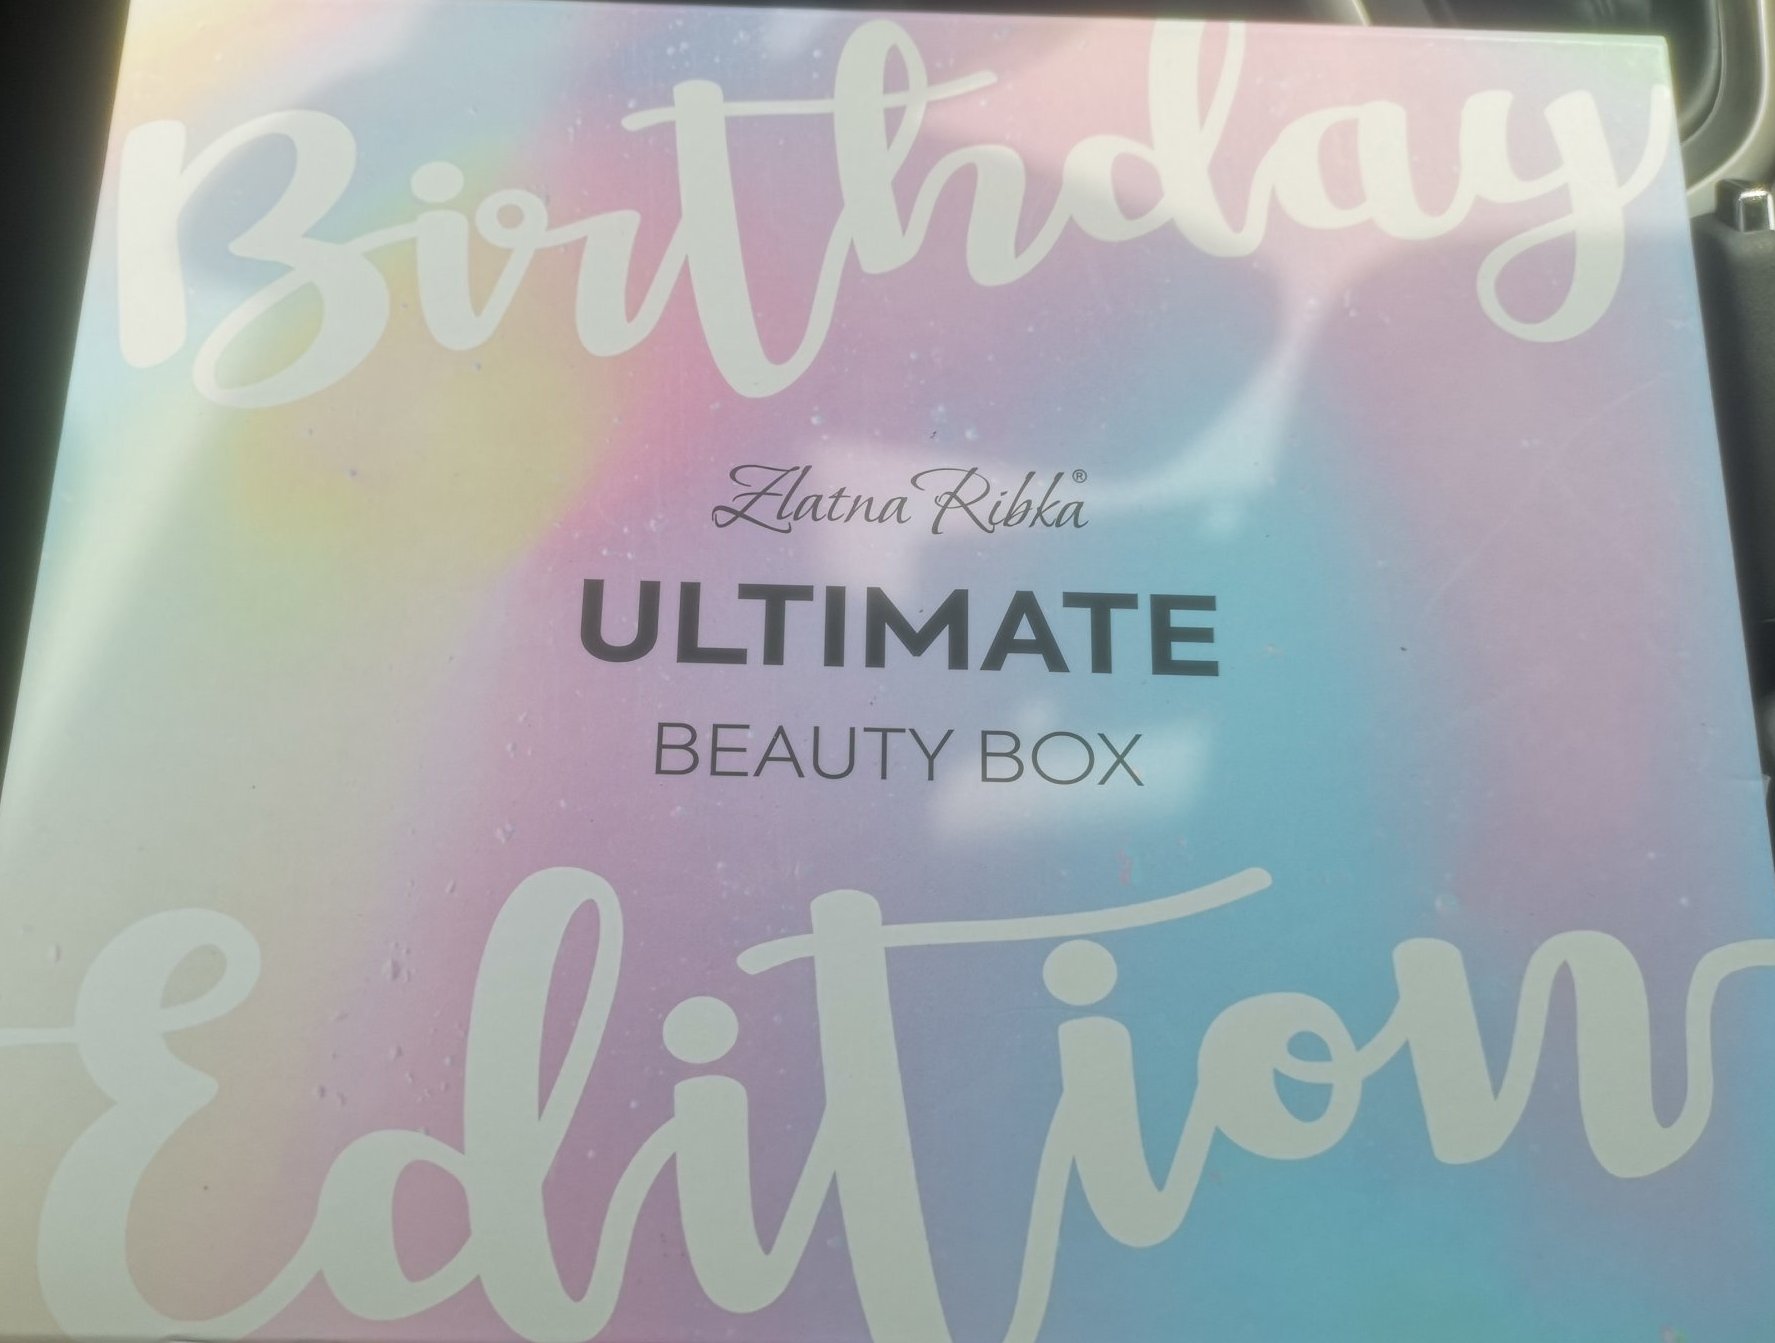 Birthday
Zlatna Ribka®
ULTIMATE
BEAUTY BOX
Edition